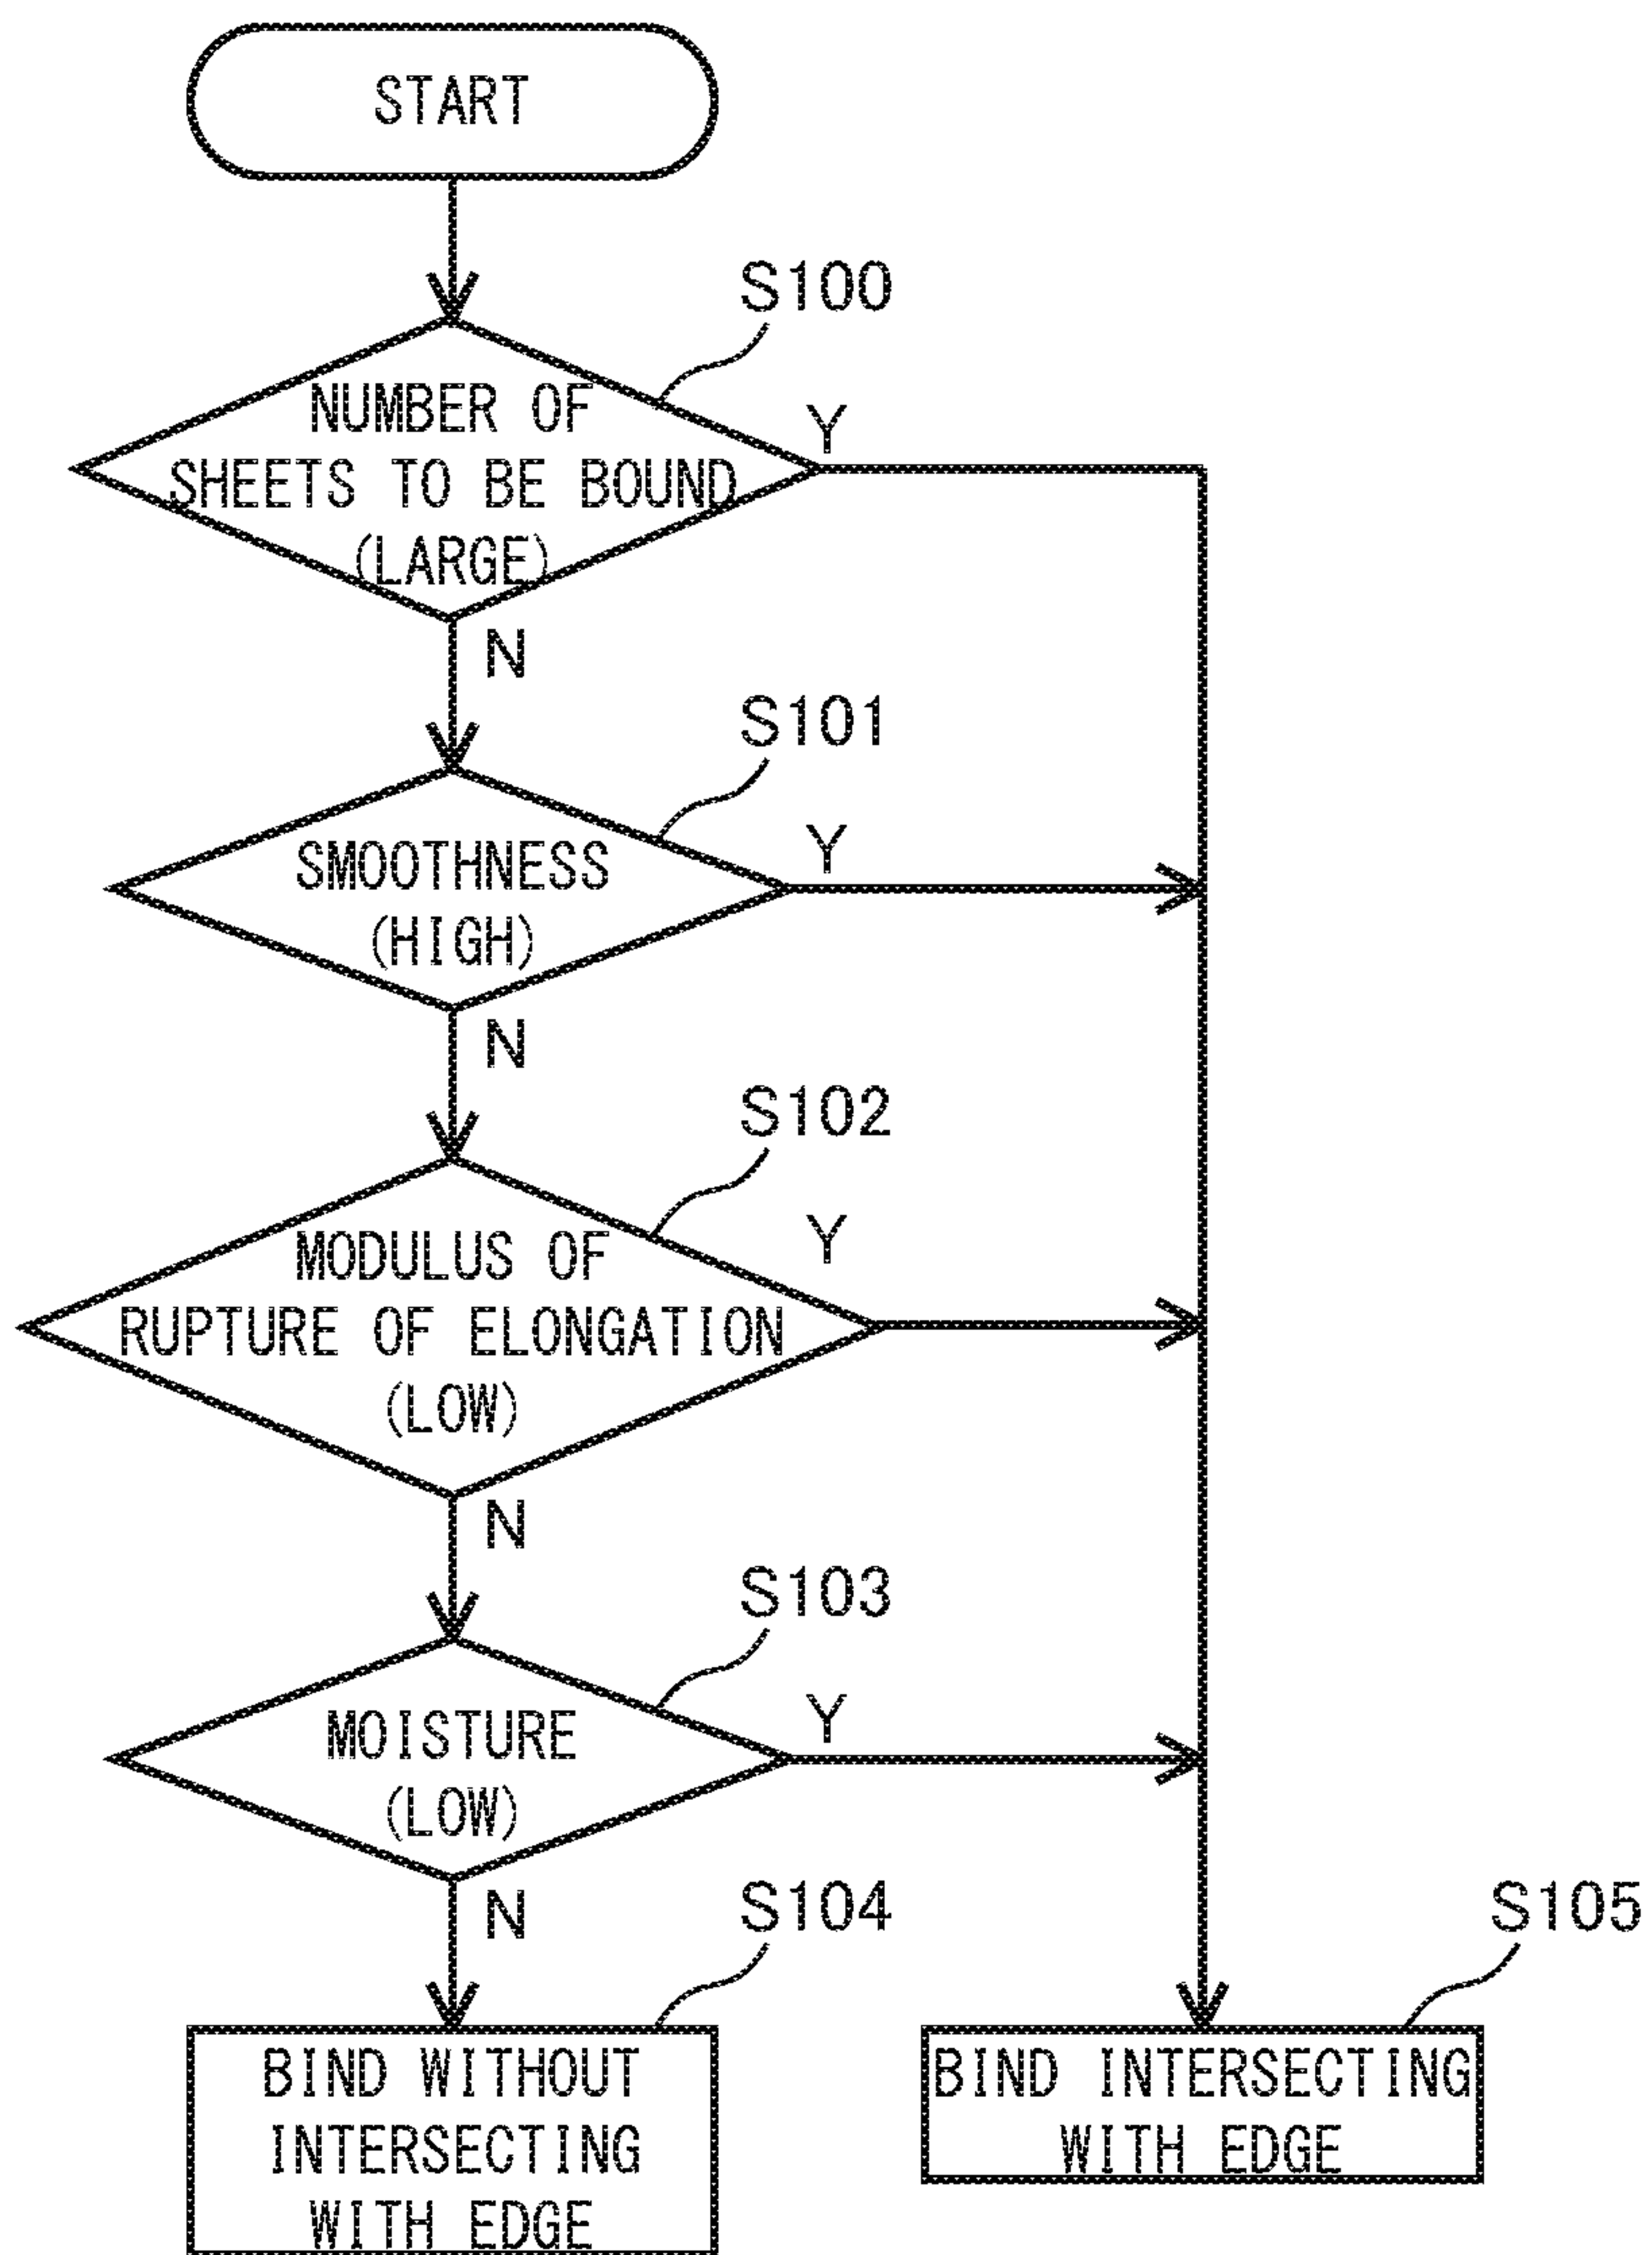 START
S100
NUMBER OF
SHEETS TO BE BOUND
(LARGE)
Y
N
S101
SMOOTHNESS
(HIGH)
Y
N
S102
MODULUS OF
RUPTURE OF ELONGATION
(LOW)
Y
N
S103
MOISTURE
(LOW)
Y
N
S104
BIND WITHOUT
INTERSECTING
WITH EDGE
S105
BIND INTERSECTING
WITH EDGE